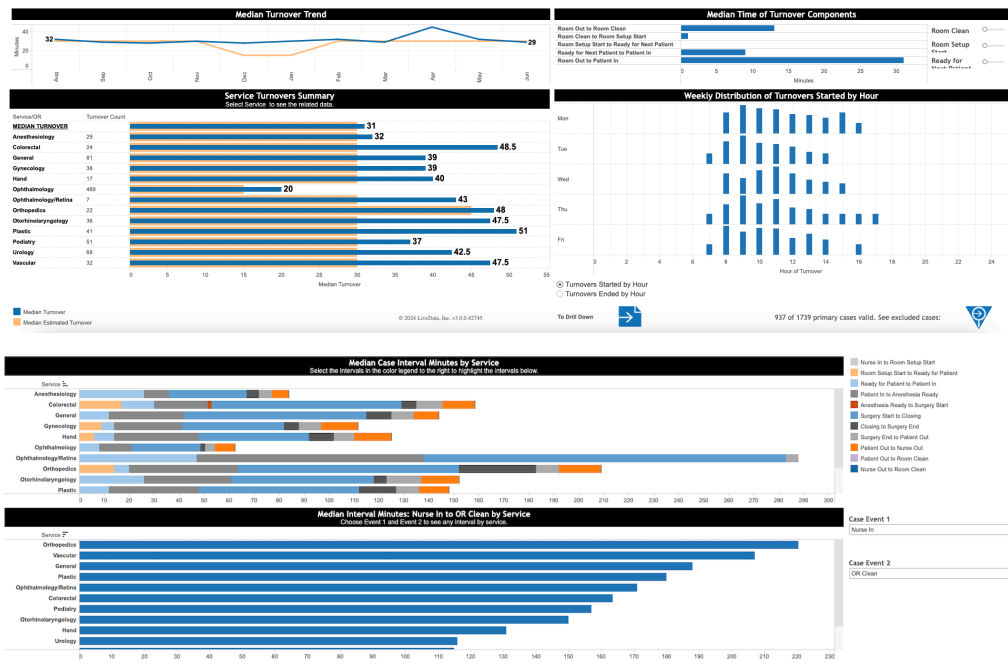 Median Turnover Trend
Minutes
40
20
0
32
29
Aug
Sep
Oct
Nov
Dec
Jan
Feb
Mar
Apr
May
Jun
Median Time of Turnover Components
Room Out to Room Clean
Room Clean to Room Setup Start
Room Setup Start to Ready for Next Patient
Ready for Next Patient to Patient In
Room Out to Patient In
0 5 10 15 20 25 30
Minutes
Room Clean
Room Setup
Start
Ready for
Next Patient
Service Turnovers Summary
Select Service to see the related data.
Service/OR Turnover Count
MEDIAN TURNOVER 31
Anesthesiology 29 32
Colorectal 24 48.5
General 81 39
Gynecology 38 39
Hand 17 40
Ophthalmology 469 20
Ophthalmology/Retina 7 43
Orthopedics 22 48
Otorhinolaryngology 36 47.5
Plastic 41 51
Podiatry 51 37
Urology 88 42.5
Vascular 32 47.5
0 5 10 15 20 25 30 35 40 45 50 55
Median Turnover
Weekly Distribution of Turnovers Started by Hour
Mon
Tue
Wed
Thu
Fri
0 2 4 6 8 10 12 14 16 18 20 22 24
Hour of Turnover
Turnovers Started by Hour
Turnovers Ended by Hour
Median Turnover
Median Estimated Turnover
© 2024 LiveData, Inc. v3.0.0.42745
To Drill Down
937 of 1739 primary cases valid. See excluded cases:
Median Case Interval Minutes by Service
Select the intervals in the color legend to the right to highlight the intervals below.
Service
Anesthesiology
Colorectal
General
Gynecology
Hand
Ophthalmology
Ophthalmology/Retina
Orthopedics
Otorhinolaryngology
Plastic
0 10 20 30 40 50 60 70 80 90 100 110 120 130 140 150 160 170 180 190 200 210 220 230 240 250 260 270 280 290 300
Nurse In to Room Setup Start
Room Setup Start to Ready for Patient
Ready for Patient to Patient In
Patient In to Anesthesia Ready
Anesthesia Ready to Surgery Start
Surgery Start to Closing
Closing to Surgery End
Surgery End to Patient Out
Patient Out to Nurse Out
Patient Out to Room Clean
Nurse Out to Room Clean
Median Interval Minutes: Nurse In to OR Clean by Service
Choose Event 1 and Event 2 to see any interval by service.
Service
Orthopedics
Vascular
General
Plastic
Ophthalmology/Retina
Colorectal
Podiatry
Otorhinolaryngology
Hand
Urology
0 10 20 30 40 50 60 70 80 90 100 110 120 130 140 150 160 170 180 190 200 210 220 230
Case Event 1
Nurse In
Case Event 2
OR Clean